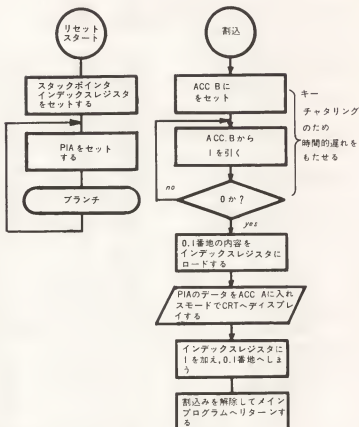 リセット
スタート
スタックポインタ
インデックスレジスタ
をセットする
PIAをセット
する
ブランチ
割込
ACC Bに
をセット
ACC.Bから
1を引く
no
0か?
yes
0.1番地の内容を
インデックスレジスタに
ロードする
PIAのデータをACC Aに入れ
スモードでCRTへディスプレ
イする
インデックスレジスタに
1を加え,0.1番地へしま
う
割込みを解除してメイン
プログラムへリターンす
る
キー
チャタリング
のため
時間的遅れを
もたせる